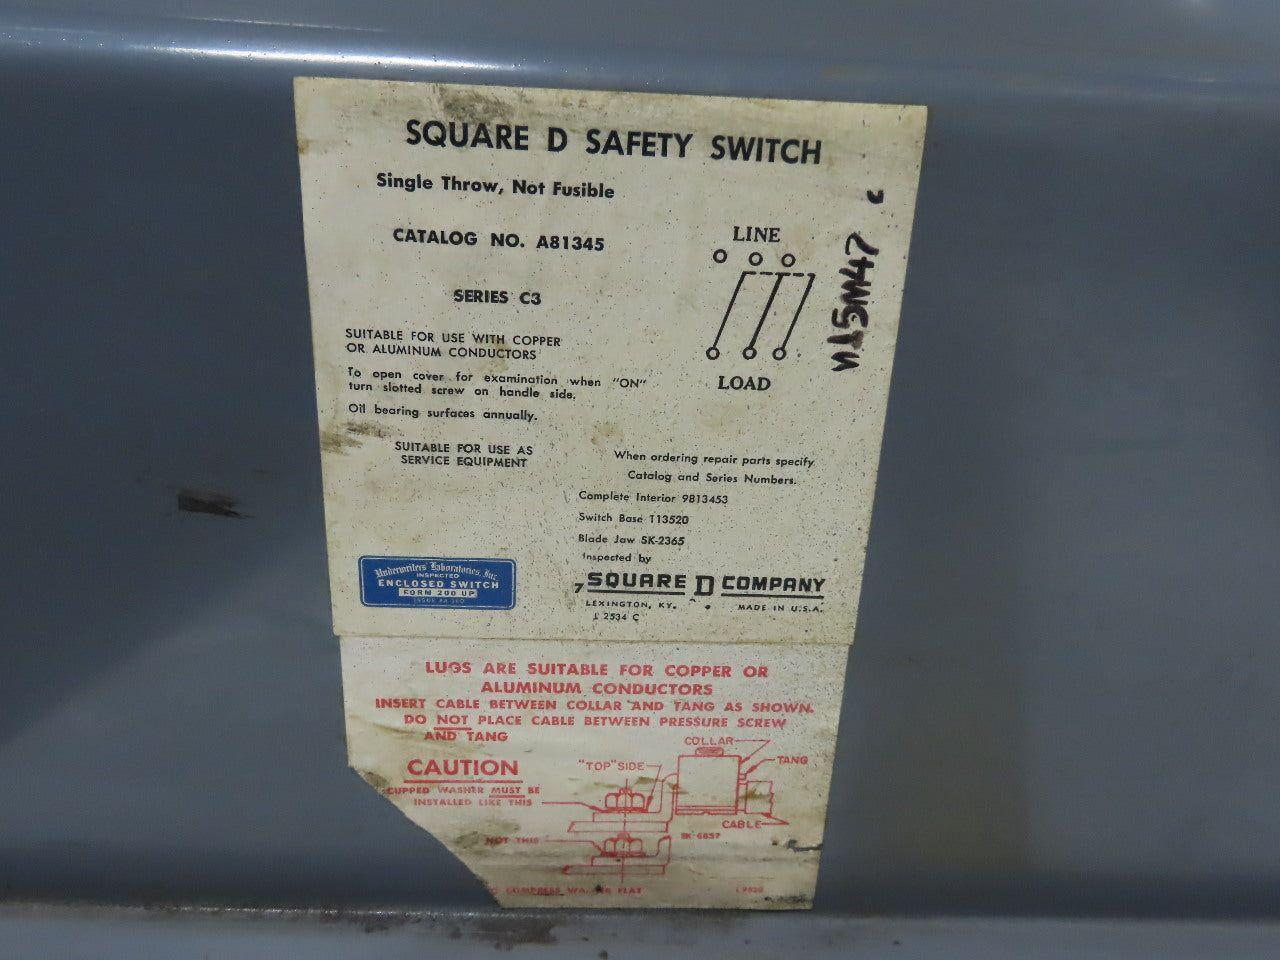 SQUARE D SAFETY SWITCH
Single Throw, Not Fusible
CATALOG NO. A81345
SERIES C3
SUITABLE FOR USE WITH COPPER
OR ALUMINUM CONDUCTORS
To open cover for examination when "ON"
turn slotted screw on handle side.
Oil bearing surfaces annually.
SUITABLE FOR USE AS
SERVICE EQUIPMENT
LINE
LOAD
When ordering repair parts specify
Catalog and Series Numbers.
Complete Interior 9813453
Switch Base T13520
Blade Jaw SK-2365
Inspected by
7 SQUARE D COMPANY
LEXINGTON, KY. MADE IN U.S.A.
L 2534 C
Underwriters' Laboratories, Inc.
INSPECTED
ENCLOSED SWITCH
FORM 200 UP
LUGS ARE SUITABLE FOR COPPER OR
ALUMINUM CONDUCTORS
INSERT CABLE BETWEEN COLLAR AND TANG AS SHOWN.
DO NOT PLACE CABLE BETWEEN PRESSURE SCREW
AND TANG
COLLAR
TANG
"TOP" SIDE
CAUTION
CUPPED WASHER MUST BE
INSTALLED LIKE THIS
CABLE
SK 6657
NOT THIS
COMPRESS FLAT